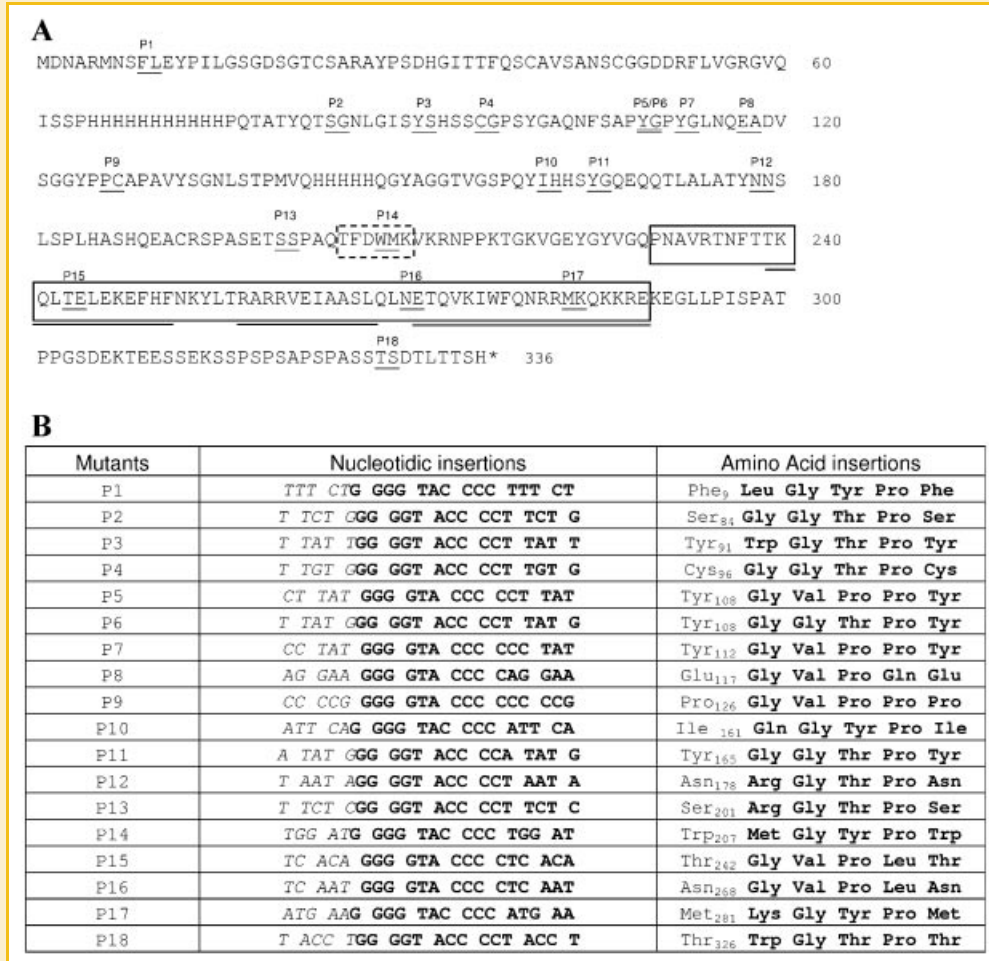 A
P1
MDNARMNSFLEYPILGSGDSGTCSARAYPSDHGITTFQSCAVSANSCGGDDRFLVGRGVQ 60
P2 P3 P4 P5/P6 P7 P8
ISSPHHHHHHHHHHHPQTATYQTSGNLGISYSHSSCGPSYGAQNFSAPYGPYGLNQEADV 120
P9 P10 P11 P12
SGGYPPCAPAVYSGNLSTPMVQHHHHHQGYAGGTVGSPQYIHHSYGQEQQTLALATYNNS 180
P13 P14
LSPLHASHQEACRSPASETSSPAQTFDWMKVKRNPPKTGKVGEYGYVGQPNAVRTNFTTK 240
P15 P16 P17
QLTELEKEFHFNKYLTRARRVEIAASLQLNETQVKIWFQNRRMKQKKREKEGLLPISPAT 300
P18
PPGSDEKTEESSEKSSPSPSAPSPASSTSDTLTTSH* 336
B
Mutants Nucleotidic insertions Amino Acid insertions
P1 TTT CTG GGG TAC CCC TTT CT Phe9 Leu Gly Tyr Pro Phe
P2 T TCT GGG GGT ACC CCT TCT G Ser84 Gly Gly Thr Pro Ser
P3 T TAT TGG GGT ACC CCT TAT T Tyr91 Trp Gly Thr Pro Tyr
P4 T TGT GGG GGT ACC CCT TGT G Cys96 Gly Gly Thr Pro Cys
P5 CT TAT GGG GTA CCC CCT TAT Tyr108 Gly Val Pro Pro Tyr
P6 T TAT GGG GGT ACC CCT TAT G Tyr108 Gly Gly Thr Pro Tyr
P7 CC TAT GGG GTA CCC CCC TAT Tyr112 Gly Val Pro Pro Tyr
P8 AG GAA GGG GTA CCC CAG GAA Glu117 Gly Val Pro Gln Glu
P9 CC CCG GGG GTA CCC CCC CCG Pro126 Gly Val Pro Pro Pro
P10 ATT CAG GGG TAC CCC ATT CA Ile 161 Gln Gly Tyr Pro Ile
P11 A TAT GGG GGT ACC CCA TAT G Tyr165 Gly Gly Thr Pro Tyr
P12 T AAT AGG GGT ACC CCT AAT A Asn178 Arg Gly Thr Pro Asn
P13 T TCT CGG GGT ACC CCT TCT C Ser201 Arg Gly Thr Pro Ser
P14 TGG ATG GGG TAC CCC TGG AT Trp207 Met Gly Tyr Pro Trp
P15 TC ACA GGG GTA CCC CTC ACA Thr242 Gly Val Pro Leu Thr
P16 TC AAT GGG GTA CCC CTC AAT Asn268 Gly Val Pro Leu Asn
P17 ATG AAG GGG TAC CCC ATG AA Met281 Lys Gly Tyr Pro Met
P18 T ACC TGG GGT ACC CCT ACC T Thr326 Trp Gly Thr Pro Thr